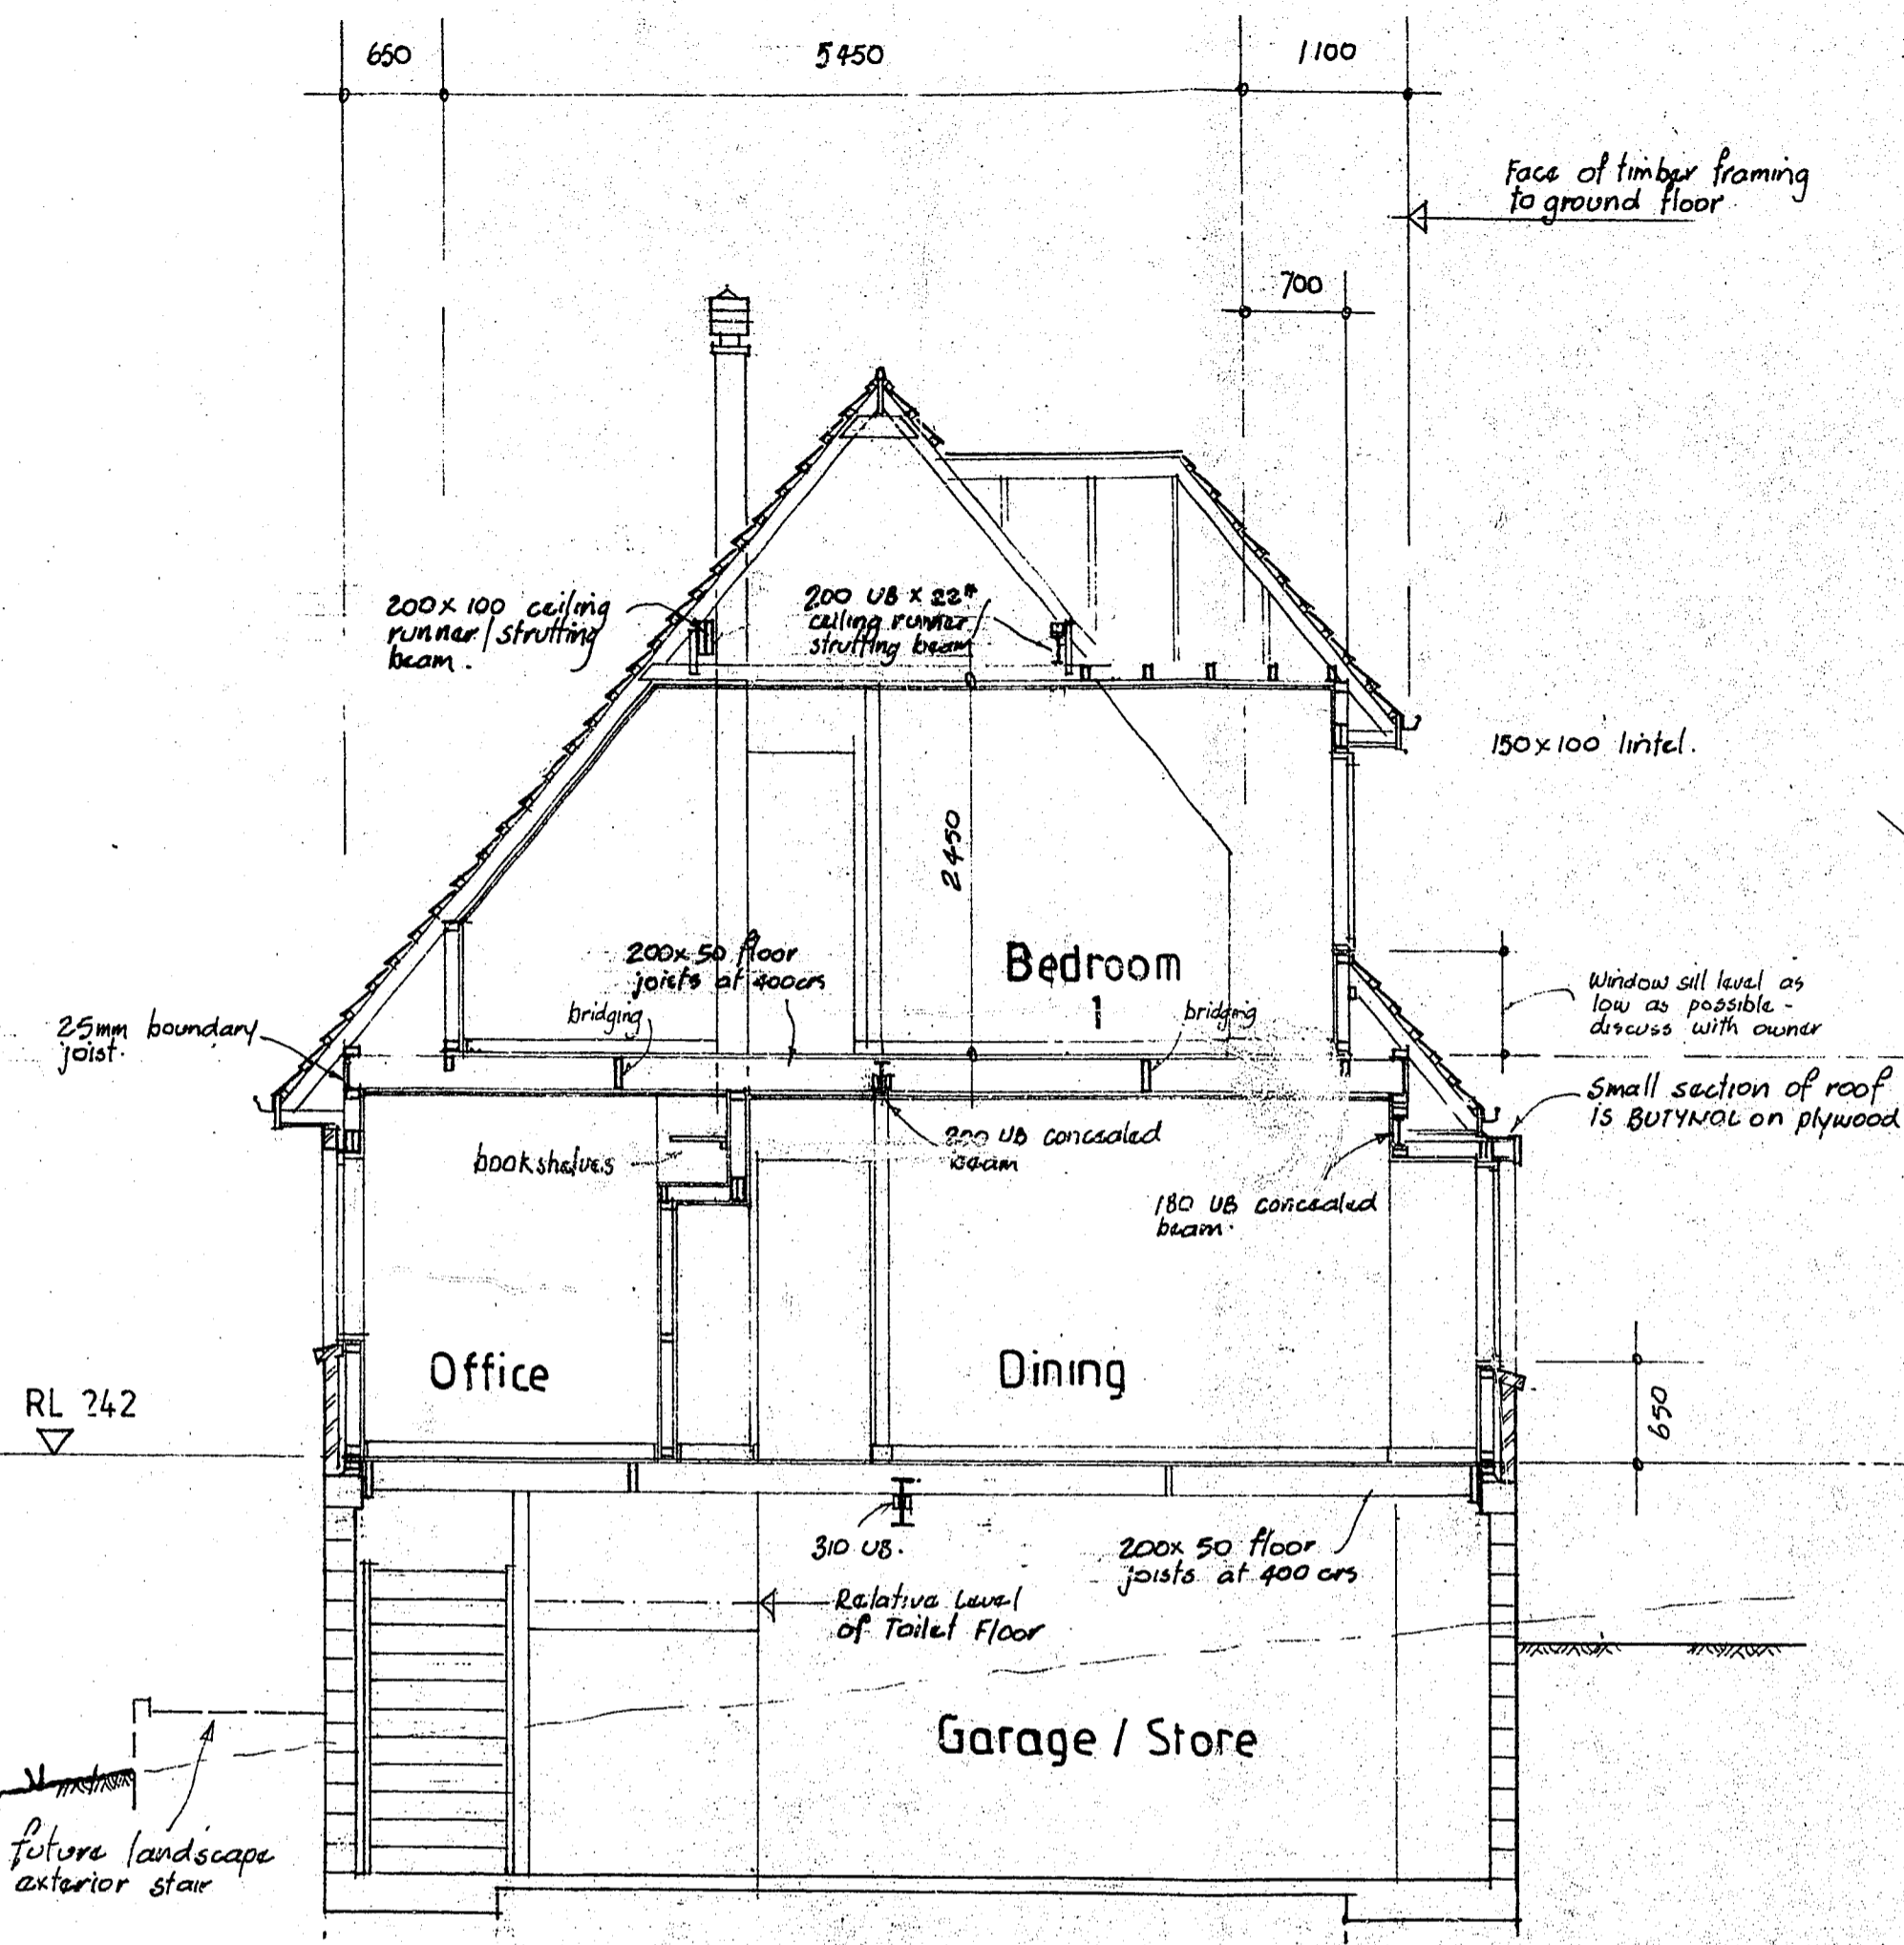 650
5450
1100
Face of timber framing
to ground floor
700
200 x 100 ceiling
runner / strutting
beam.
200 UB x 22#
ceiling runner
strutting beam
150 x 100 lintel.
2450
200x 50 floor
joists at 400crs
Bedroom
1
bridging
bridging
Window sill level as
low as possible -
discuss with owner
25mm boundary
joist.
Small section of roof
is BUTYNOL on plywood
bookshelves
200 UB concealed
beam
180 UB concealed
beam.
Office
Dining
RL 242
650
310 UB.
200x 50 floor
joists at 400 crs
Relative Level
of Toilet Floor
Garage / Store
future landscape
exterior stair